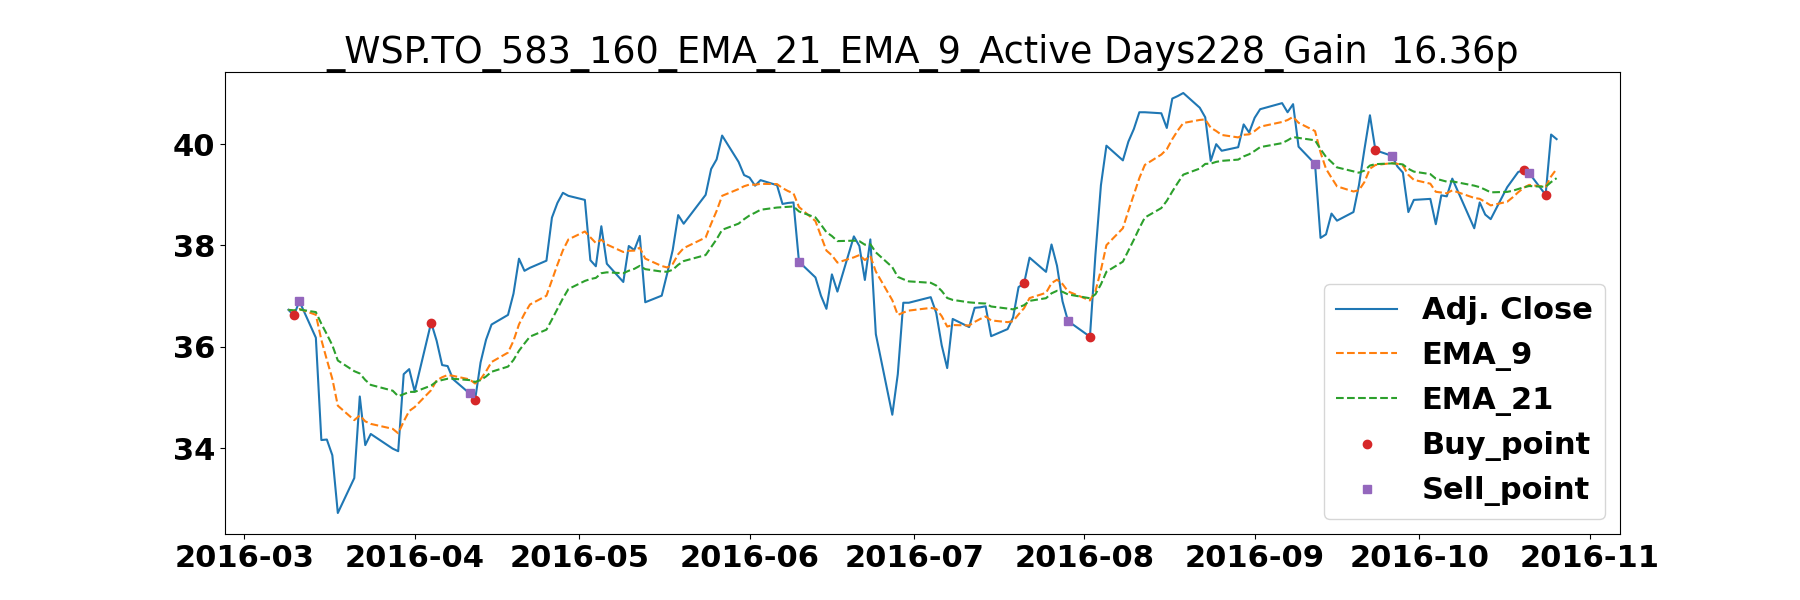 _WSP.TO_583_160_EMA_21_EMA_9_Active Days228_Gain  16.36p
40
38
36
34
Adj. Close
EMA_9
EMA_21
Buy_point
Sell_point
2016-03 2016-04 2016-05 2016-06 2016-07 2016-08 2016-09 2016-10 2016-11